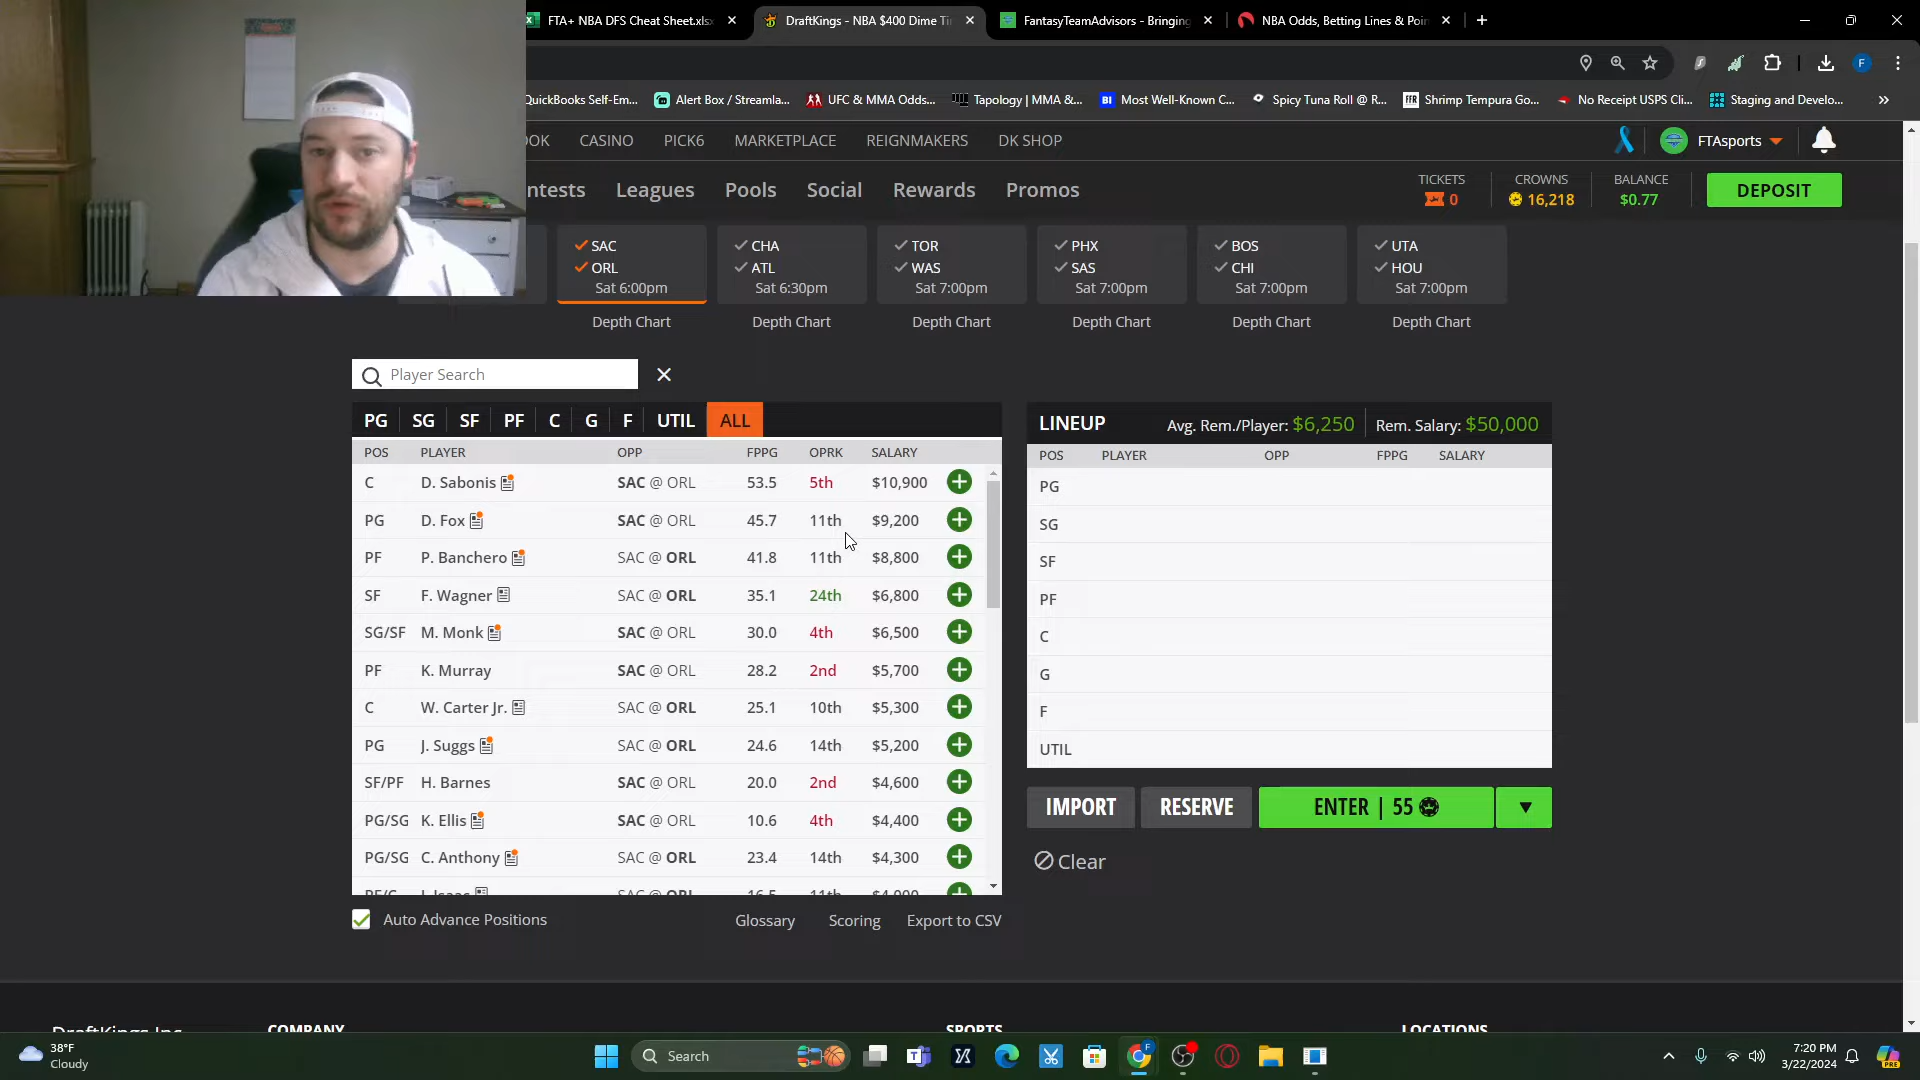 FTA+ NBA DFS Cheat Sheet.xlsx
DraftKings - NBA $400 Dime Ti
FantasyTeamAdvisors - Bringing
NBA Odds, Betting Lines & Poin
QuickBooks Self-Em...
Alert Box / Streamla...
UFC & MMA Odds...
Tapology | MMA &...
Most Well-Known C...
Spicy Tuna Roll @ R...
Shrimp Tempura Go...
No Receipt USPS Cli...
Staging and Develo...
CASINO PICK6 MARKETPLACE REIGNMAKERS DK SHOP
FTAsports
Leagues Pools Social Rewards Promos
TICKETS CROWNS BALANCE
0 16,218 $0.77
DEPOSIT
SAC CHA TOR PHX BOS UTA
ORL ATL WAS SAS CHI HOU
Sat 6:00pm Sat 6:30pm Sat 7:00pm Sat 7:00pm Sat 7:00pm Sat 7:00pm
Depth Chart Depth Chart Depth Chart Depth Chart Depth Chart Depth Chart
Player Search
PG SG SF PF C G F UTIL ALL
POS PLAYER OPP FPPG OPRK SALARY
C D. Sabonis SAC @ ORL 53.5 5th $10,900
PG D. Fox SAC @ ORL 45.7 11th $9,200
PF P. Banchero SAC @ ORL 41.8 11th $8,800
SF F. Wagner SAC @ ORL 35.1 24th $6,800
SG/SF M. Monk SAC @ ORL 30.0 4th $6,500
PF K. Murray SAC @ ORL 28.2 2nd $5,700
C W. Carter Jr. SAC @ ORL 25.1 10th $5,300
PG J. Suggs SAC @ ORL 24.6 14th $5,200
SF/PF H. Barnes SAC @ ORL 20.0 2nd $4,600
PG/SG K. Ellis SAC @ ORL 10.6 4th $4,400
PG/SG C. Anthony SAC @ ORL 23.4 14th $4,300
Auto Advance Positions
Glossary Scoring Export to CSV
LINEUP Avg. Rem./Player: $6,250 Rem. Salary: $50,000
POS PLAYER OPP FPPG SALARY
PG
SG
SF
PF
C
G
F
UTIL
IMPORT RESERVE ENTER | 55
Clear
DraftKings Inc.
COMPANY
SPORTS
LOCATIONS
38°F
Cloudy
Search
7:20 PM
3/22/2024